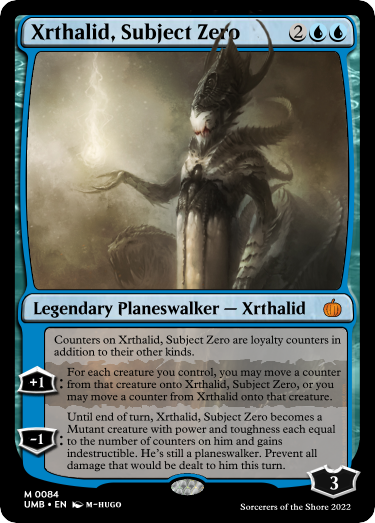 Xrthalid, Subject Zero 2
Legendary Planeswalker — Xrthalid
Counters on Xrthalid, Subject Zero are loyalty counters in
addition to their other kinds.
+1: For each creature you control, you may move a counter
from that creature onto Xrthalid, Subject Zero, or you
may move a counter from Xrthalid onto that creature.
Until end of turn, Xrthalid, Subject Zero becomes a
Mutant creature with power and toughness each equal
-1: to the number of counters on him and gains
indestructible. He's still a planeswalker. Prevent all
damage that would be dealt to him this turn.
3
M 0084
UMB • EN M-HUGO
Sorcerers of the Shore 2022